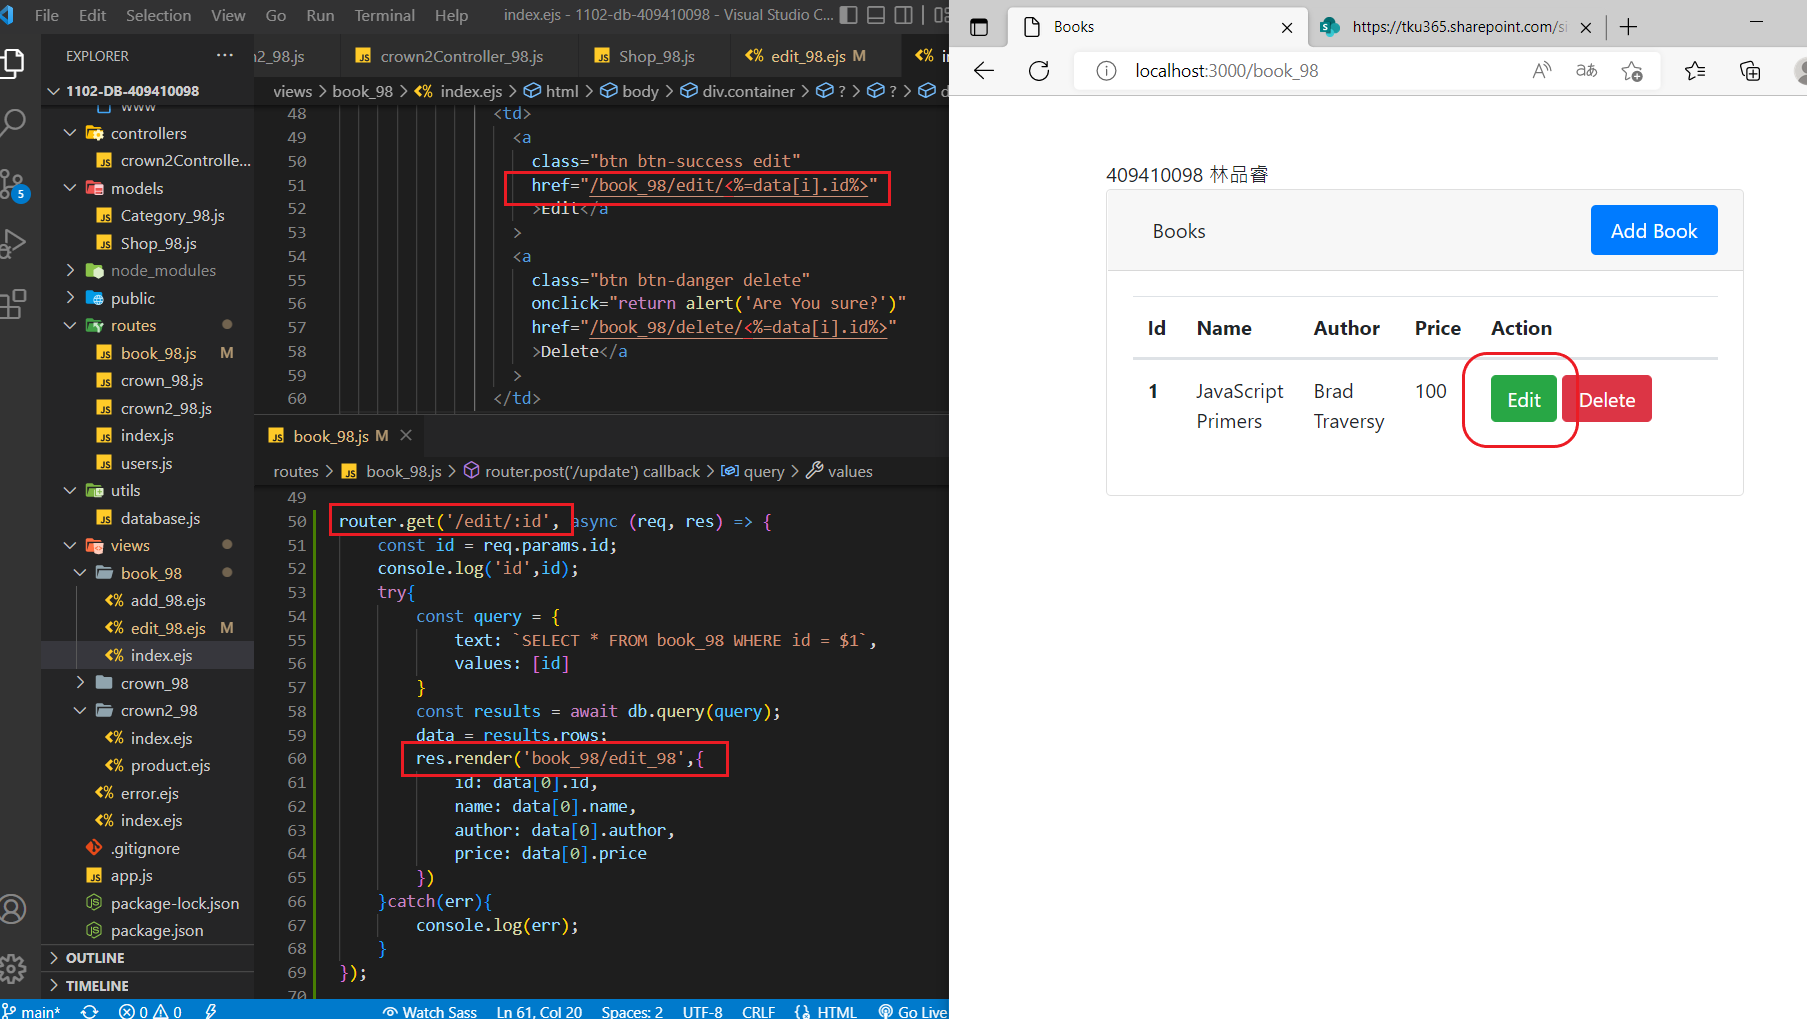 File Edit Selection View Go Run Terminal Help index.ejs - 1102-db-409410098 - Visual Studio C...
EXPLORER ...
1102-DB-409410098
www
controllers
crown2Controlle...
models
Category_98.js
Shop_98.js
node_modules
public
routes
book_98.js M
crown_98.js
crown2_98.js
index.js
users.js
utils
database.js
views
book_98
add_98.ejs
edit_98.ejs M
index.ejs
crown_98
crown2_98
index.ejs
product.ejs
error.ejs
index.ejs
.gitignore
app.js
package-lock.json
package.json
OUTLINE
TIMELINE
5
n2_98.js crown2Controller_98.js Shop_98.js edit_98.ejs M in
views > book_98 > index.ejs > html > body > div.container > ? > ? > d
48 <td>
49 <a
50 class="btn btn-success edit"
51 href="/book_98/edit/<%=data[i].id%>"
52 >Edit</a
53 >
54 <a
55 class="btn btn-danger delete"
56 onclick="return alert('Are You sure?')"
57 href="/book_98/delete/<%=data[i].id%>"
58 >Delete</a
59 >
60 </td>
book_98.js M
routes > book_98.js > router.post('/update') callback > query > values
49
50 router.get('/edit/:id', async (req, res) => {
51 const id = req.params.id;
52 console.log('id',id);
53 try{
54 const query = {
55 text: `SELECT * FROM book_98 WHERE id = $1`,
56 values: [id]
57 }
58 const results = await db.query(query);
59 data = results.rows;
60 res.render('book_98/edit_98',{
61 id: data[0].id,
62 name: data[0].name,
63 author: data[0].author,
64 price: data[0].price
65 })
66 }catch(err){
67 console.log(err);
68 }
69 });
70
main* 0 0 Watch Sass Ln 61, Col 20 Spaces: 2 UTF-8 CRLF HTML Go Live
Books https://tku365.sharepoint.com/si
localhost:3000/book_98 A aあ
409410098 林品睿
Books Add Book
Id Name Author Price Action
1 JavaScript Primers Brad Traversy 100 Edit Delete